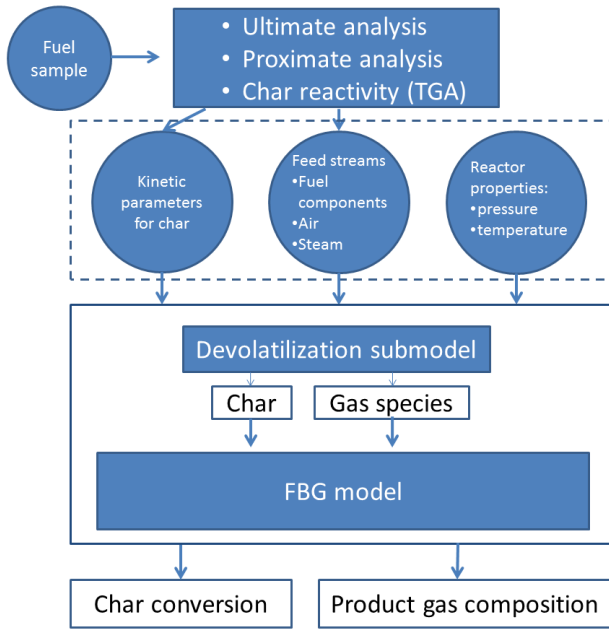 Fuel
sample
• Ultimate analysis
• Proximate analysis
• Char reactivity (TGA)
Kinetic
parameters
for char
Feed streams
•Fuel
components
•Air
•Steam
Reactor
properties:
•pressure
•temperature
Devolatilization submodel
Char
Gas species
FBG model
Char conversion
Product gas composition